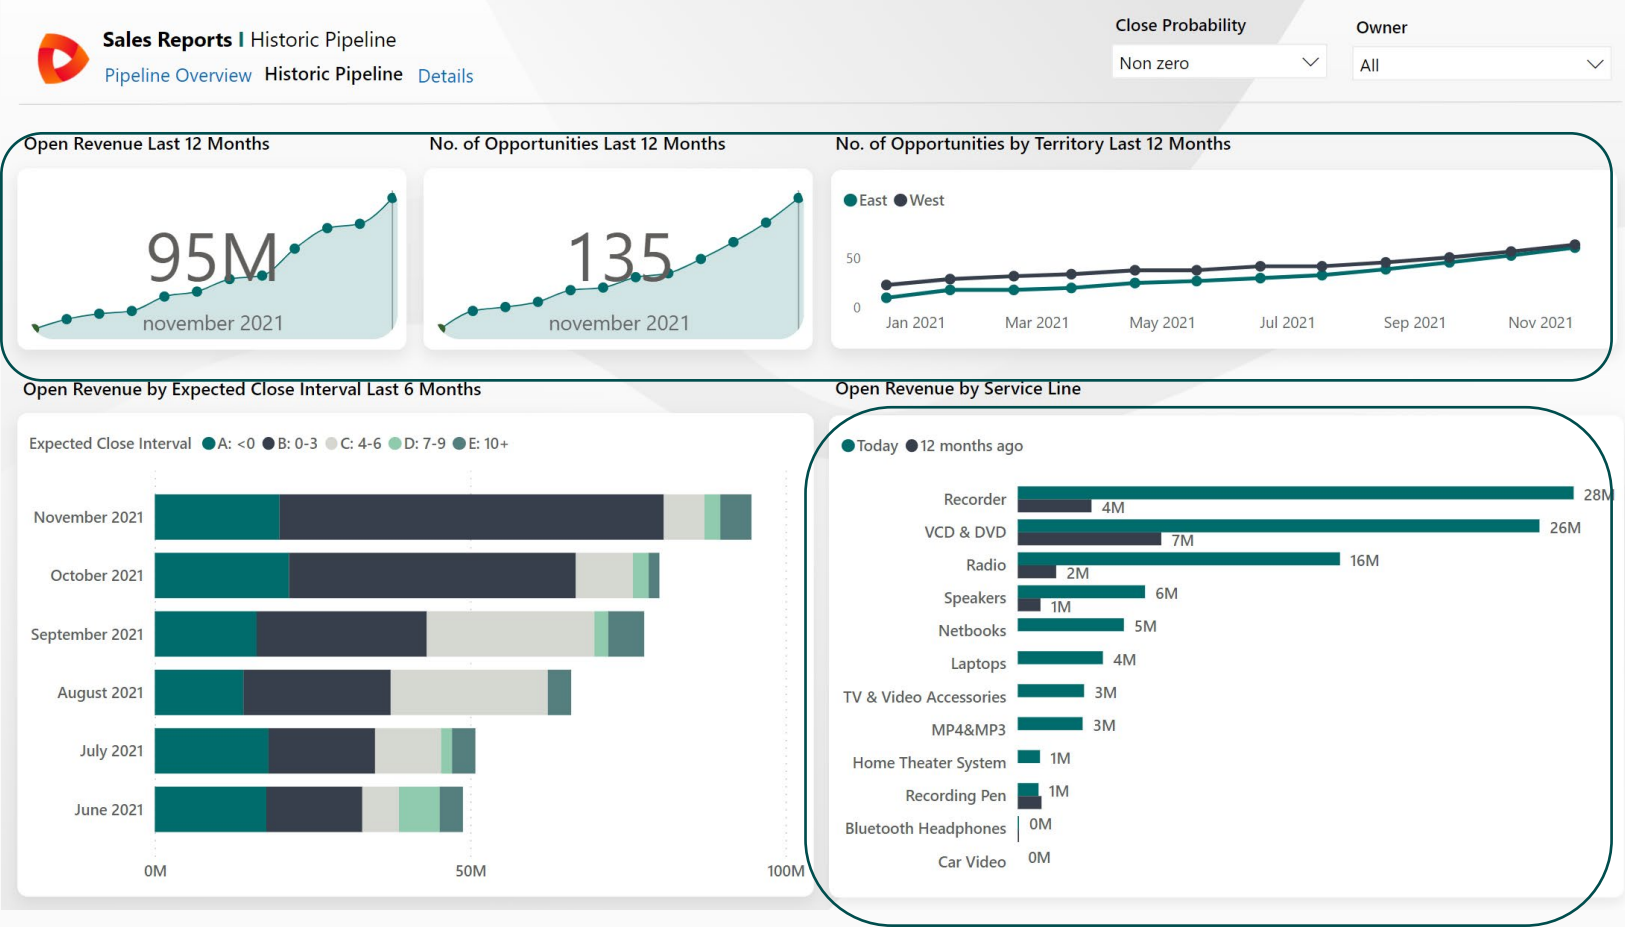 Sales Reports I Historic Pipeline
Pipeline Overview Historic Pipeline Details
Close Probability
Non zero
Owner
All
Open Revenue Last 12 Months
95M
november 2021
No. of Opportunities Last 12 Months
135
november 2021
No. of Opportunities by Territory Last 12 Months
East West
50
0
Jan 2021 Mar 2021 May 2021 Jul 2021 Sep 2021 Nov 2021
Open Revenue by Expected Close Interval Last 6 Months
Expected Close Interval A: <0 B: 0-3 C: 4-6 D: 7-9 E: 10+
November 2021
October 2021
September 2021
August 2021
July 2021
June 2021
0M 50M 100M
Open Revenue by Service Line
Today 12 months ago
Recorder 28M
4M
VCD & DVD 26M
7M
Radio 16M
2M
Speakers 6M
1M
Netbooks 5M
Laptops 4M
TV & Video Accessories 3M
MP4&MP3 3M
Home Theater System 1M
Recording Pen 1M
Bluetooth Headphones 0M
Car Video 0M